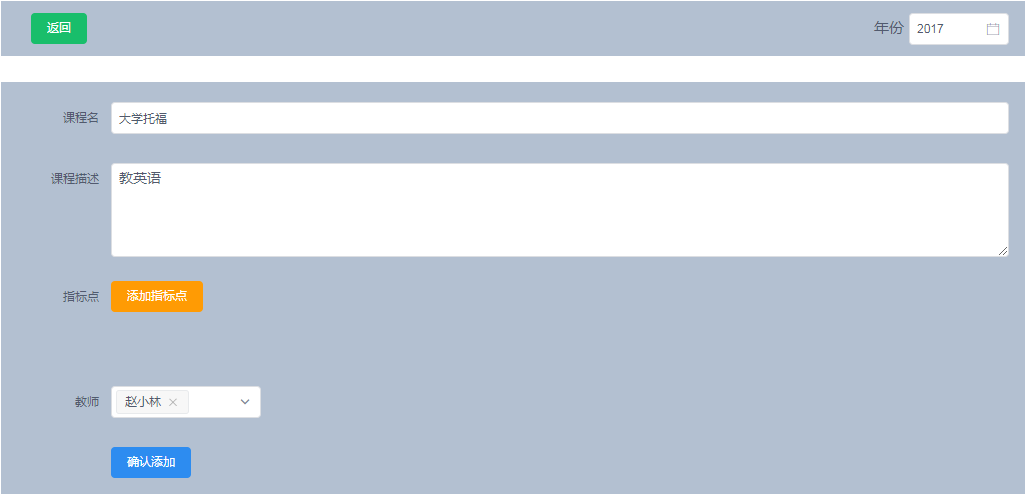 返回
年份 2017
课程名 大学托福
课程描述 教英语
指标点 添加指标点
教师 赵小林
确认添加